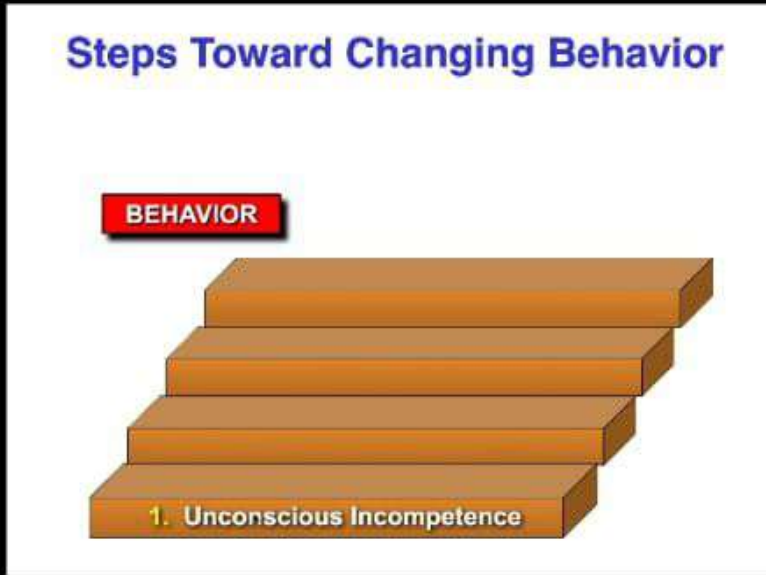 Steps Toward Changing Behavior
BEHAVIOR
1. Unconscious Incompetence